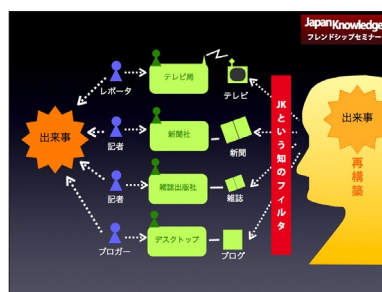 JapanKnowledge
フレンドシップセミナー
レポータ
テレビ局
テレビ
出来事
記者
新聞社
新聞
記者
雑誌出版社
雑誌
ブロガー
デスクトップ
ブログ
JKという知のフィルタ
出来事
再構築